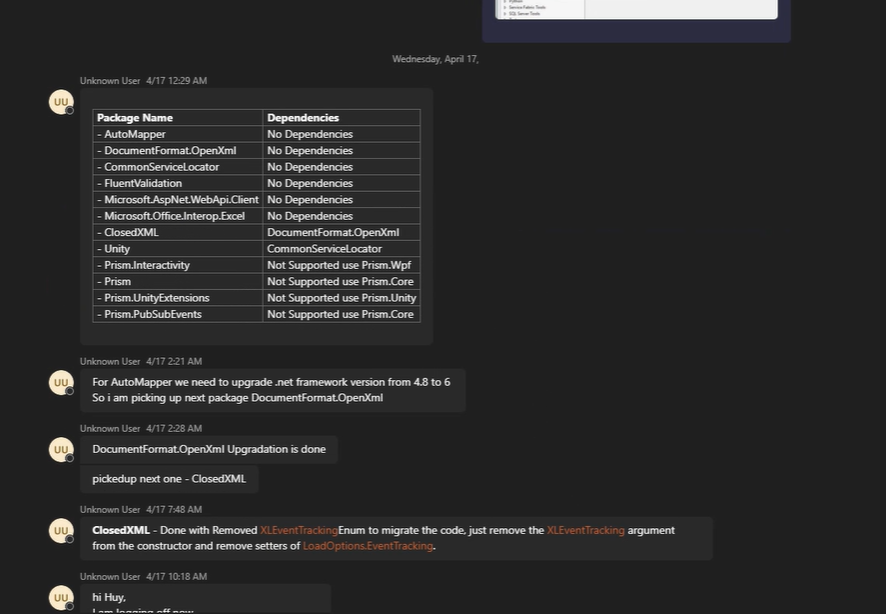 Python
Service Fabric Tools
SQL Server Tools
Wednesday, April 17,
Unknown User 4/17 12:29 AM
UU
Package Name Dependencies
- AutoMapper No Dependencies
- DocumentFormat.OpenXml No Dependencies
- CommonServiceLocator No Dependencies
- FluentValidation No Dependencies
- Microsoft.AspNet.WebApi.Client No Dependencies
- Microsoft.Office.Interop.Excel No Dependencies
- ClosedXML DocumentFormat.OpenXml
- Unity CommonServiceLocator
- Prism.Interactivity Not Supported use Prism.Wpf
- Prism Not Supported use Prism.Core
- Prism.UnityExtensions Not Supported use Prism.Unity
- Prism.PubSubEvents Not Supported use Prism.Core
Unknown User 4/17 2:21 AM
UU
For AutoMapper we need to upgrade .net framework version from 4.8 to 6
So i am picking up next package DocumentFormat.OpenXml
Unknown User 4/17 2:28 AM
UU
DocumentFormat.OpenXml Upgradation is done
pickedup next one - ClosedXML
Unknown User 4/17 7:48 AM
UU
ClosedXML - Done with Removed XLEventTrackingEnum to migrate the code, just remove the XLEventTracking argument
from the constructor and remove setters of LoadOptions.EventTracking.
Unknown User 4/17 10:18 AM
UU
hi Huy,
I am logging off now